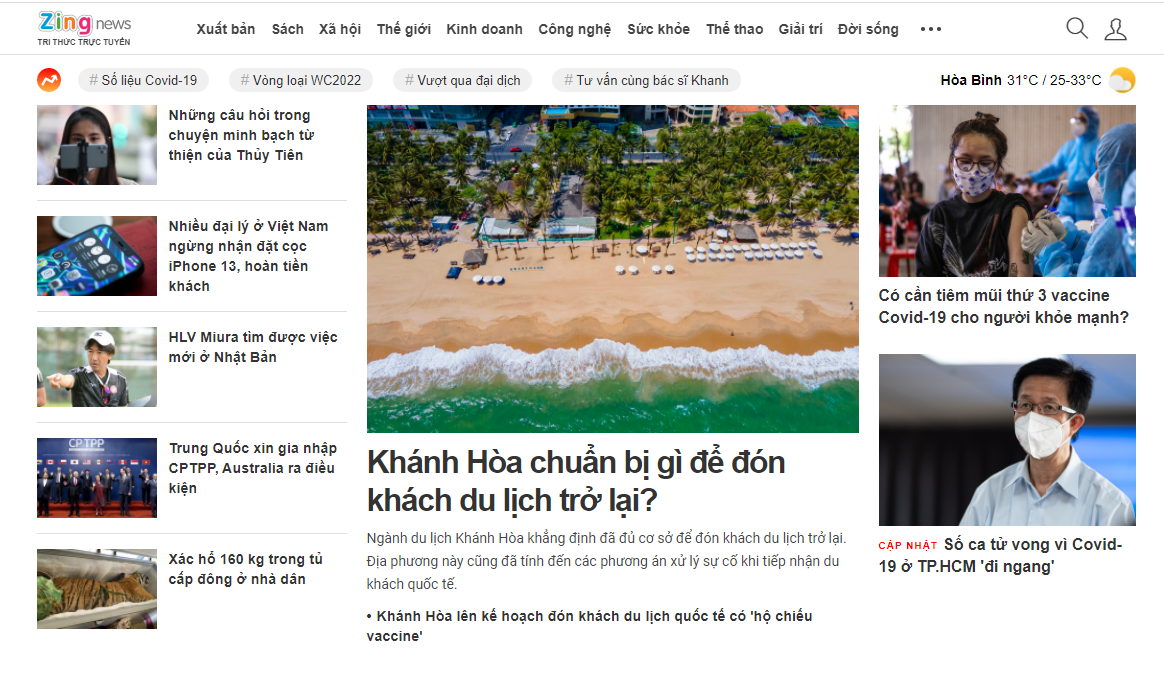 Zing news
TRI THỨC TRỰC TUYẾN
Xuất bản Sách Xã hội Thế giới Kinh doanh Công nghệ Sức khỏe Thể thao Giải trí Đời sống •••
# Số liệu Covid-19 # Vòng loại WC2022 # Vượt qua đại dịch # Tư vấn cùng bác sĩ Khanh
Hòa Bình 31°C / 25-33°C
Những câu hỏi trong
chuyện minh bạch từ
thiện của Thủy Tiên
Nhiều đại lý ở Việt Nam
ngừng nhận đặt cọc
iPhone 13, hoàn tiền
khách
HLV Miura tìm được việc
mới ở Nhật Bản
CPTPP
Trung Quốc xin gia nhập
CPTPP, Australia ra điều
kiện
Xác hổ 160 kg trong tủ
cấp đông ở nhà dân
Khánh Hòa chuẩn bị gì để đón
khách du lịch trở lại?
Ngành du lịch Khánh Hòa khẳng định đã đủ cơ sở để đón khách du lịch trở lại.
Địa phương này cũng đã tính đến các phương án xử lý sự cố khi tiếp nhận du
khách quốc tế.
• Khánh Hòa lên kế hoạch đón khách du lịch quốc tế có 'hộ chiếu
vaccine'
Có cần tiêm mũi thứ 3 vaccine
Covid-19 cho người khỏe mạnh?
CẬP NHẬT Số ca tử vong vì Covid-
19 ở TP.HCM 'đi ngang'